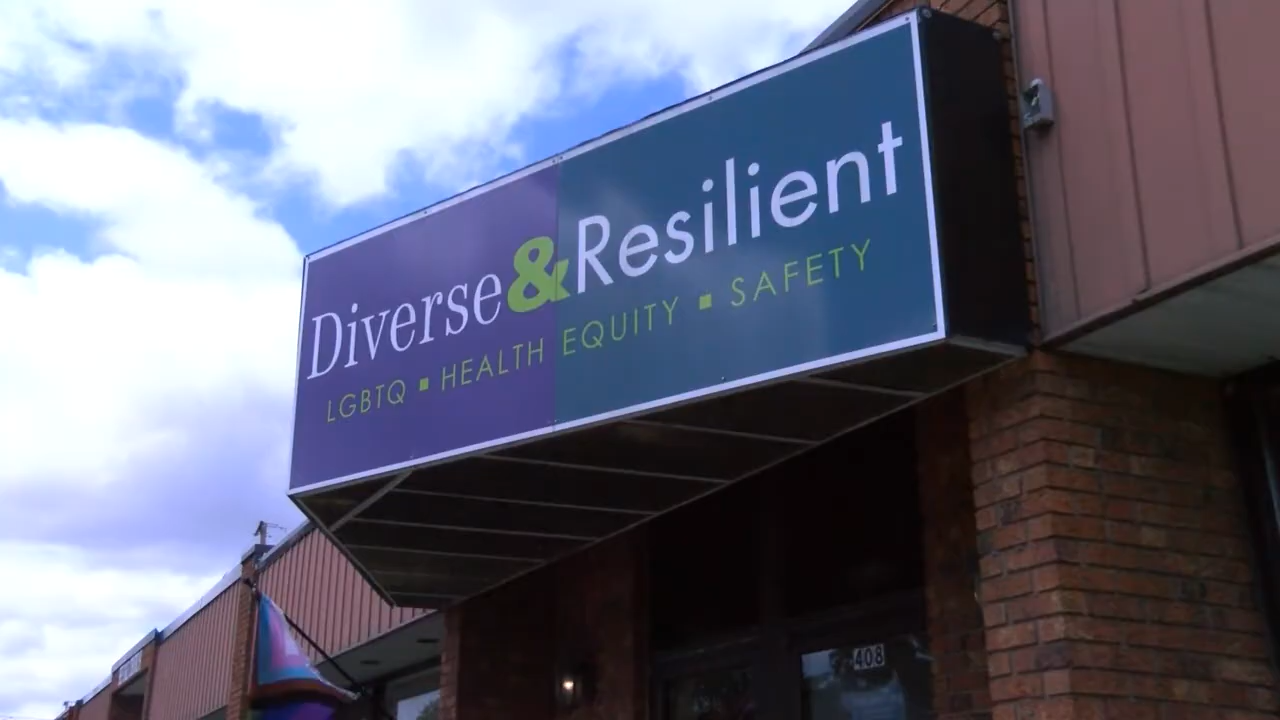 Diverse & Resilient
LGBTQ ▪ HEALTH EQUITY ▪ SAFETY
408